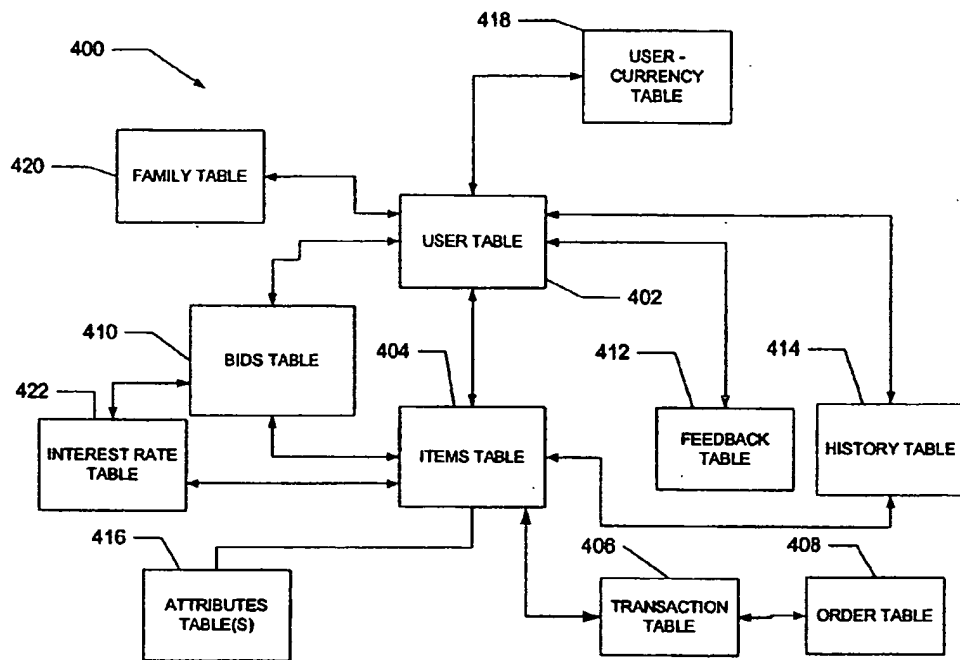 418
400
USER -
CURRENCY
TABLE
420
FAMILY TABLE
USER TABLE
402
410
BIDS TABLE
404
412
414
422
INTEREST RATE
TABLE
ITEMS TABLE
FEEDBACK
TABLE
HISTORY TABLE
416
406
408
ATTRIBUTES
TABLE(S)
TRANSACTION
TABLE
ORDER TABLE